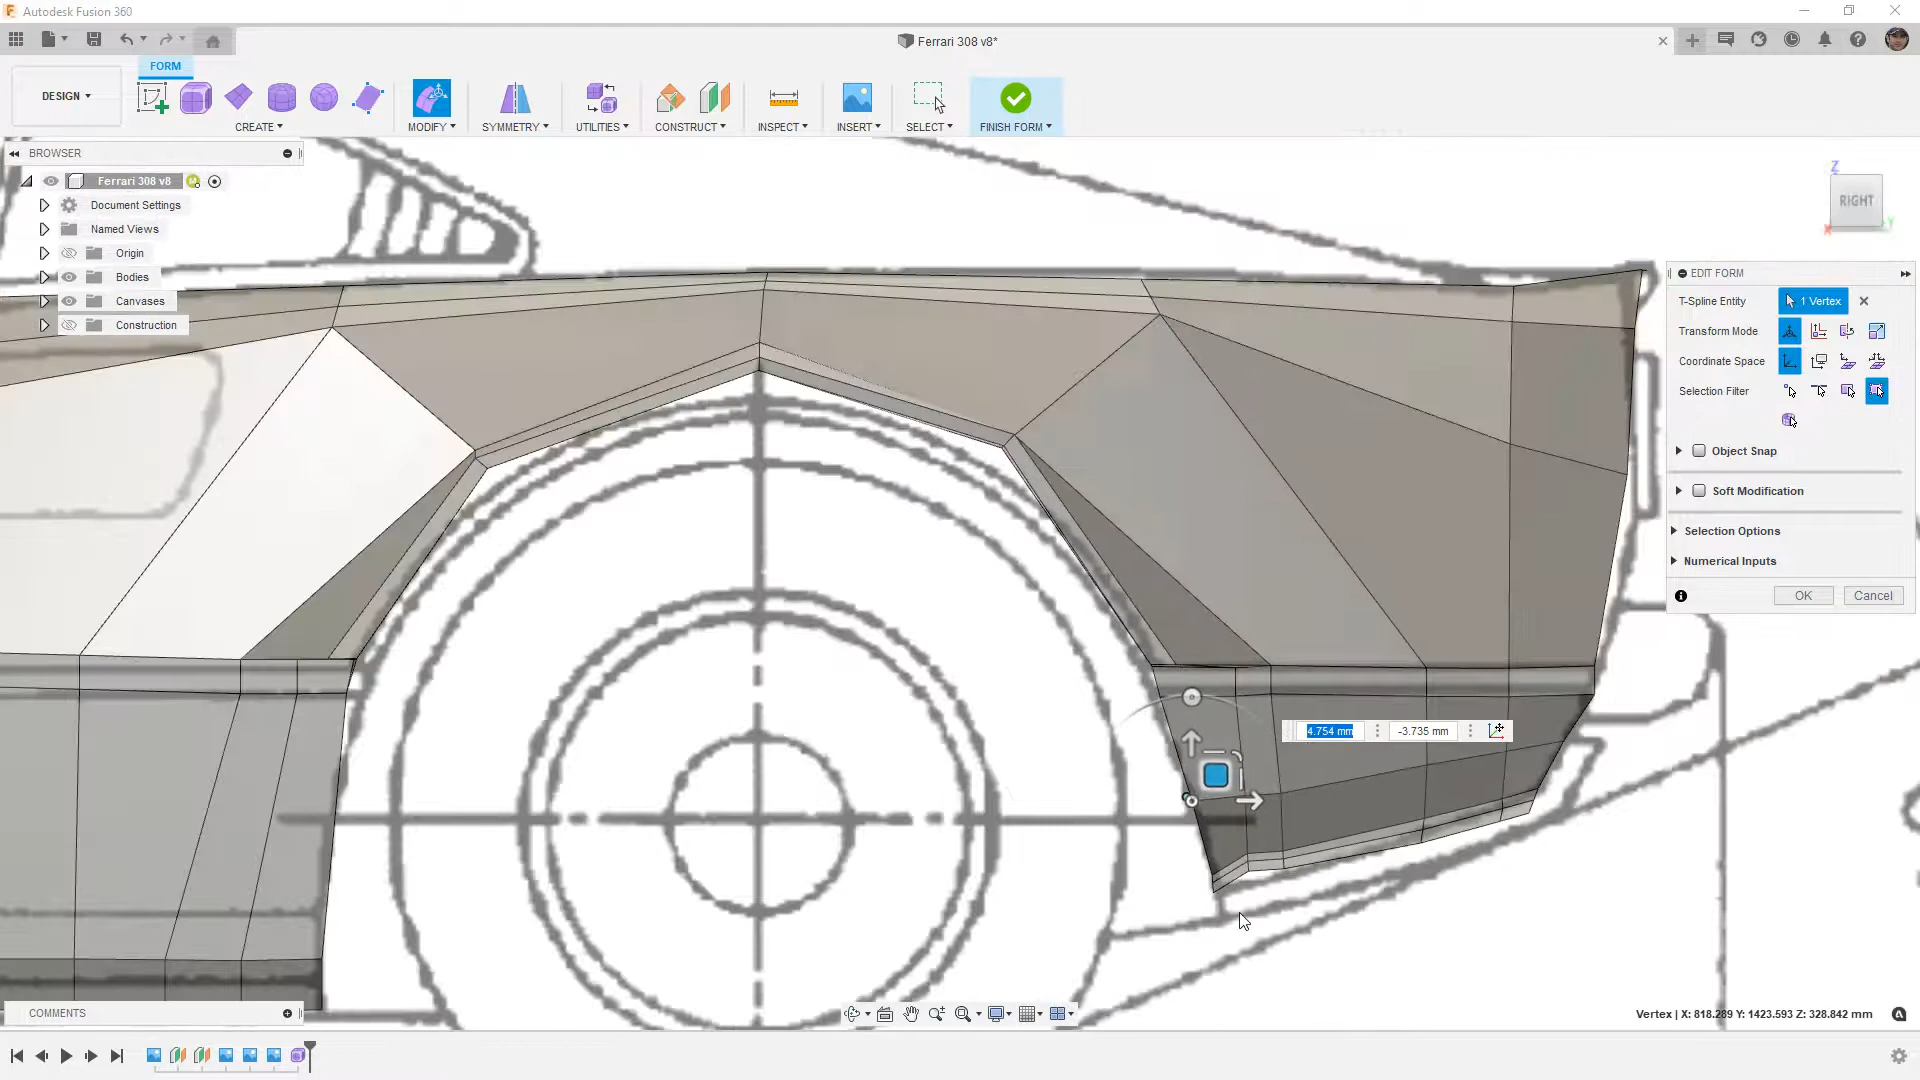 Autodesk Fusion 360
Ferrari 308 v8*
FORM
DESIGN
CREATE
MODIFY
SYMMETRY
UTILITIES
CONSTRUCT
INSPECT
INSERT
SELECT
FINISH FORM
BROWSER
Ferrari 308 v8
Document Settings
Named Views
Origin
Bodies
Canvases
Construction
Z
RIGHT
X
Y
EDIT FORM
T-Spline Entity
1 Vertex
Transform Mode
Coordinate Space
Selection Filter
Object Snap
Soft Modification
Selection Options
Numerical Inputs
OK
Cancel
4.754 mm
-3.735 mm
COMMENTS
Vertex | X: 818.289 Y: 1423.593 Z: 328.842 mm